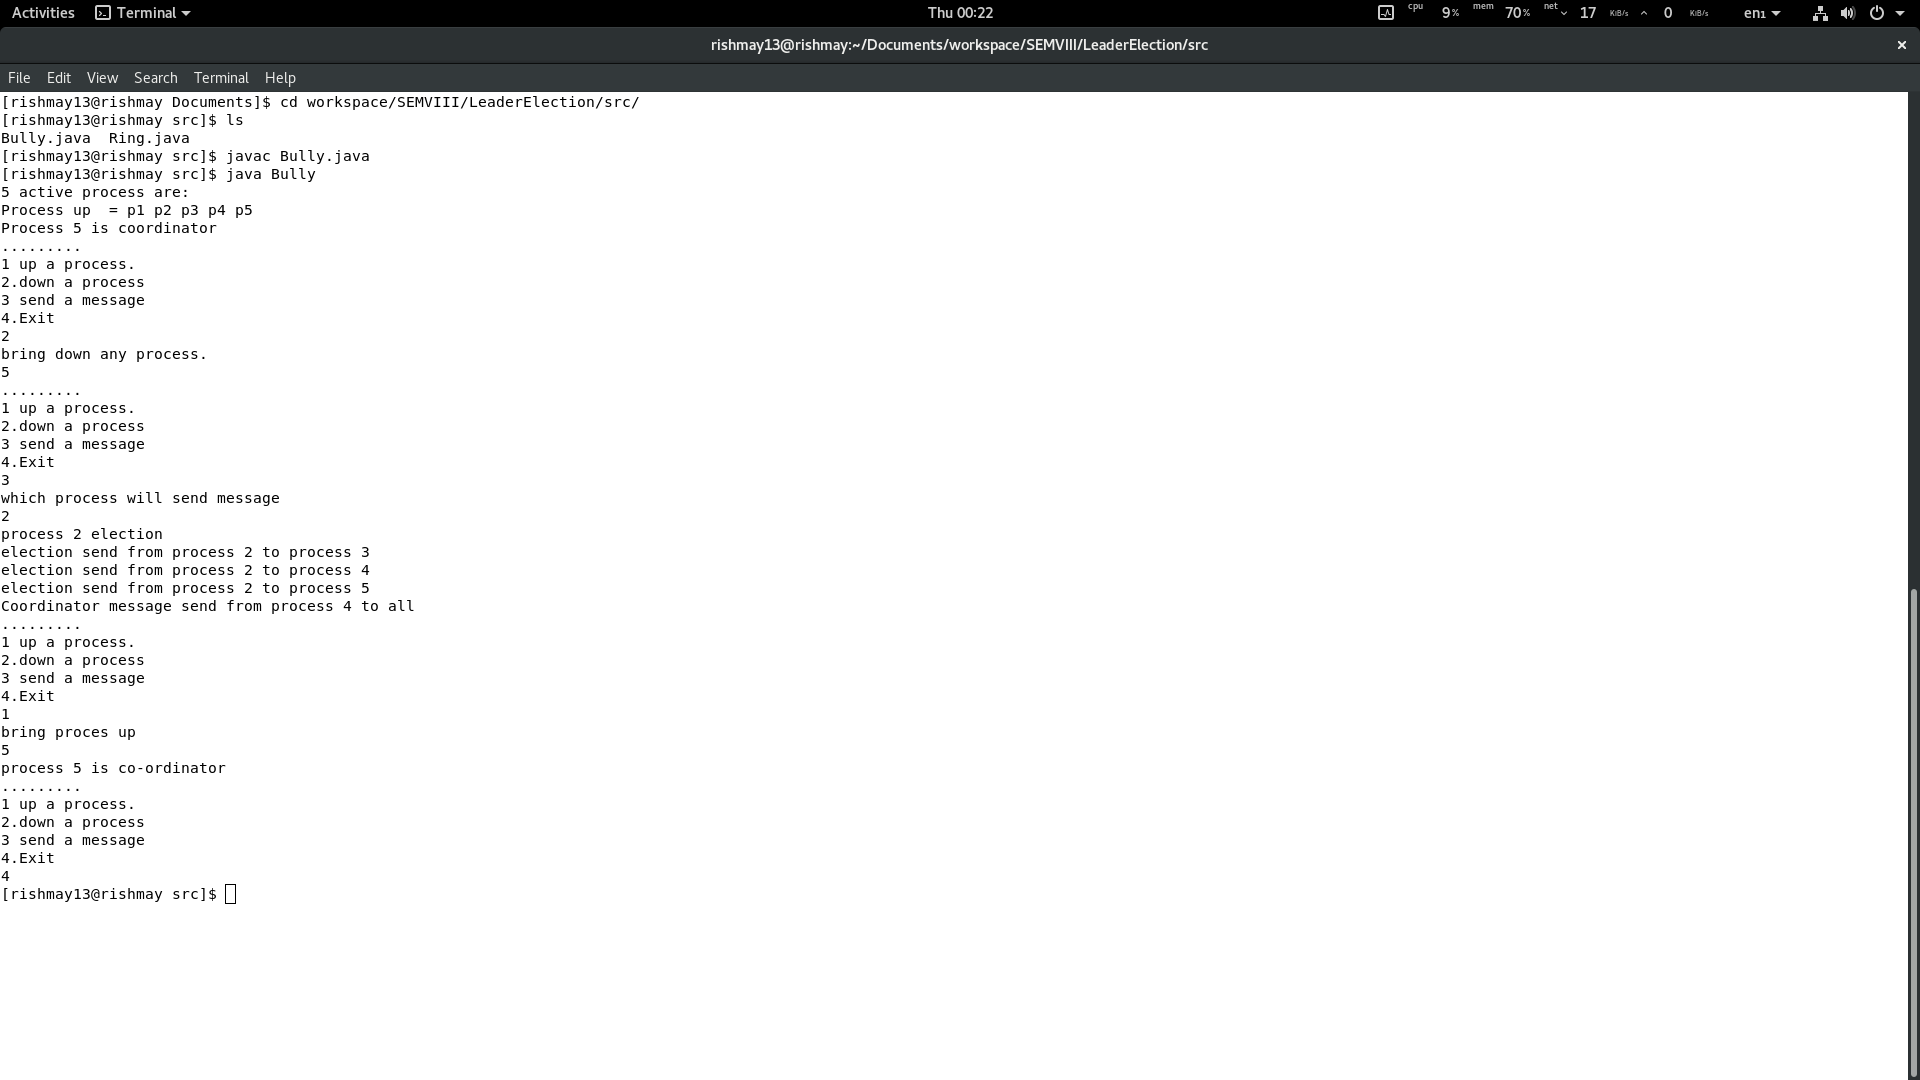 Activities Terminal Thu 00:22 cpu 9% mem 70% net 17 KiB/s 0 KiB/s en₁
rishmay13@rishmay:~/Documents/workspace/SEMVIII/LeaderElection/src
File Edit View Search Terminal Help
[rishmay13@rishmay Documents]$ cd workspace/SEMVIII/LeaderElection/src/
[rishmay13@rishmay src]$ ls
Bully.java  Ring.java
[rishmay13@rishmay src]$ javac Bully.java
[rishmay13@rishmay src]$ java Bully
5 active process are:
Process up  = p1 p2 p3 p4 p5
Process 5 is coordinator
.........
1 up a process.
2.down a process
3 send a message
4.Exit
2
bring down any process.
5
.........
1 up a process.
2.down a process
3 send a message
4.Exit
3
which process will send message
2
process 2 election
election send from process 2 to process 3
election send from process 2 to process 4
election send from process 2 to process 5
Coordinator message send from process 4 to all
.........
1 up a process.
2.down a process
3 send a message
4.Exit
1
bring proces up
5
process 5 is co-ordinator
.........
1 up a process.
2.down a process
3 send a message
4.Exit
4
[rishmay13@rishmay src]$